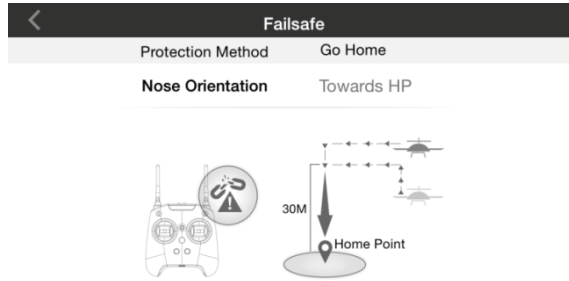 Failsafe
Protection Method Go Home
Nose Orientation Towards HP
30M
Home Point